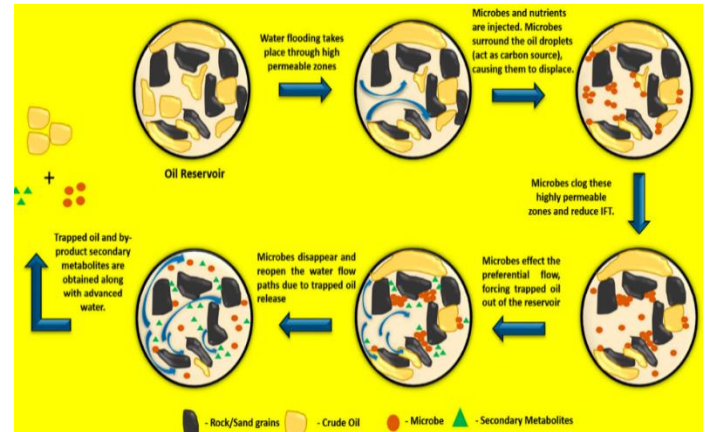 Water flooding takes
place through high
permeable zones
Microbes and nutrients
are injected. Microbes
surround the oil droplets
(act as carbon source),
causing them to displace.
Oil Reservoir
+
Microbes clog these
highly permeable
zones and reduce IFT.
Trapped oil and by-
product secondary
metabolites are
obtained along
with advanced
water.
Microbes disappear and
reopen the water flow
paths due to trapped oil
release
Microbes effect the
preferential flow,
forcing trapped oil
out of the reservoir
- Rock/Sand grains
- Crude Oil
- Microbe
- Secondary Metabolites